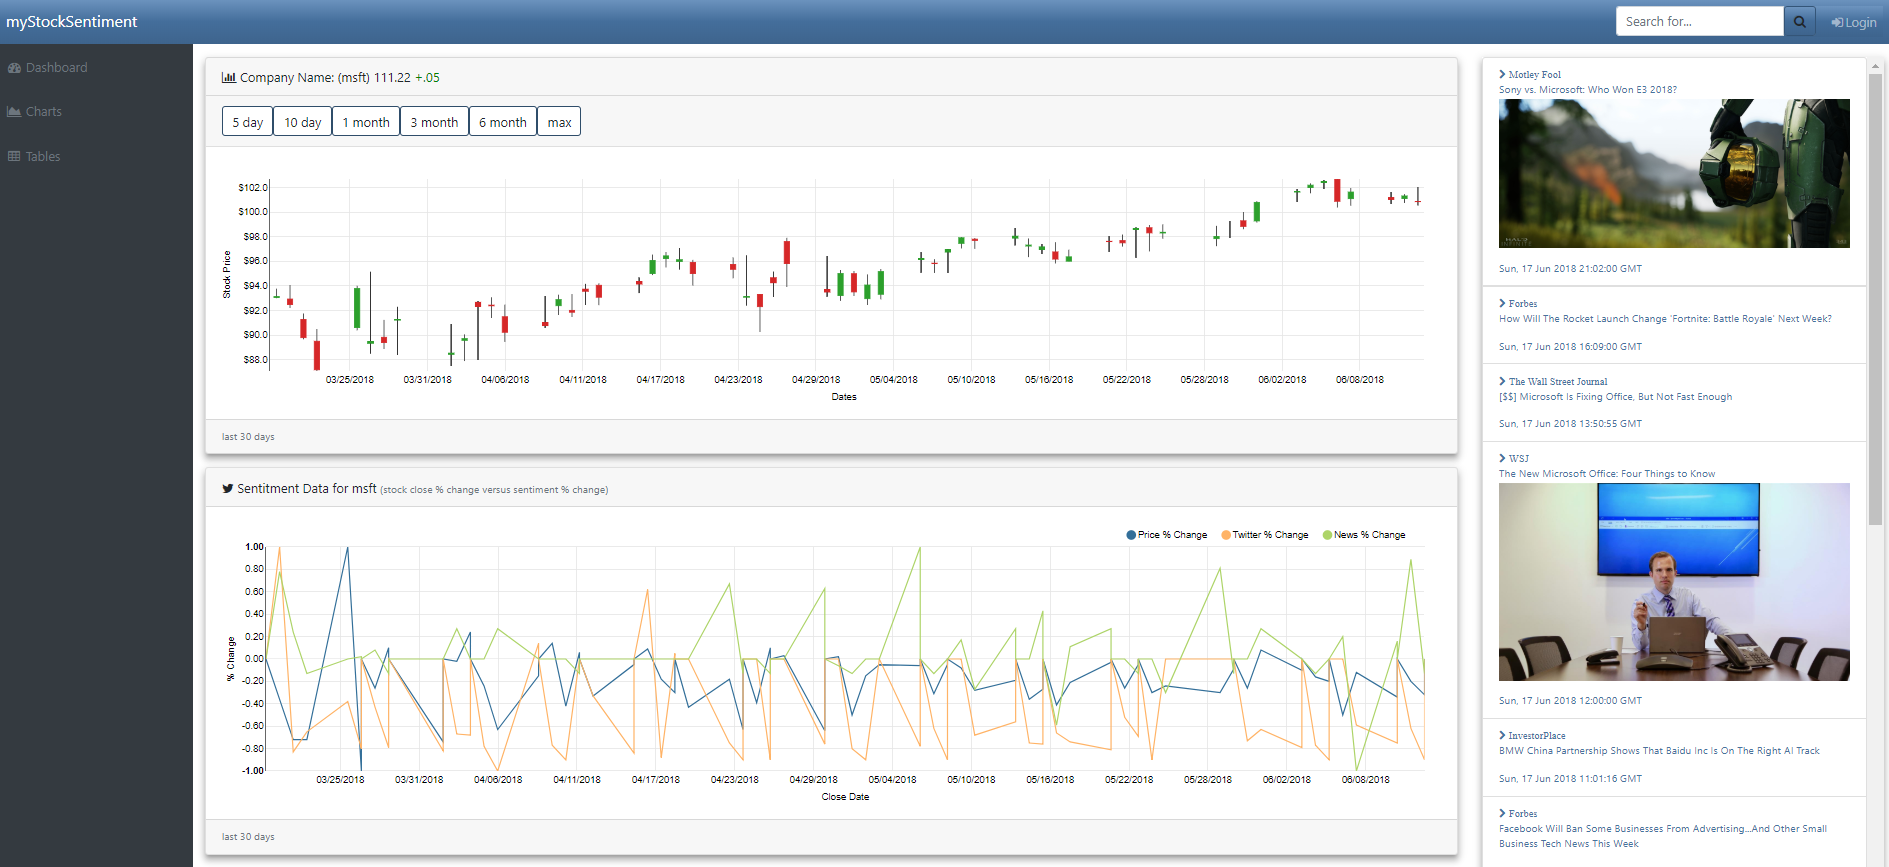 myStockSentiment
Search for...
Login
Dashboard
Charts
Tables
Company Name: (msft) 111.22 +.05
5 day 10 day 1 month 3 month 6 month max
$102.0
$100.0
$98.0
$96.0
$94.0
$92.0
$90.0
$88.0
Stock Price
03/25/2018 03/31/2018 04/06/2018 04/11/2018 04/17/2018 04/23/2018 04/29/2018 05/04/2018 05/10/2018 05/16/2018 05/22/2018 05/28/2018 06/02/2018 06/08/2018
Dates
last 30 days
Sentitment Data for msft (stock close % change versus sentiment % change)
Price % Change Twitter % Change News % Change
1.00
0.80
0.60
0.40
0.20
0.00
-0.20
-0.40
-0.60
-0.80
-1.00
% Change
03/25/2018 03/31/2018 04/06/2018 04/11/2018 04/17/2018 04/23/2018 04/29/2018 05/04/2018 05/10/2018 05/16/2018 05/22/2018 05/28/2018 06/02/2018 06/08/2018
Close Date
last 30 days
Motley Fool
Sony vs. Microsoft: Who Won E3 2018?
Sun, 17 Jun 2018 21:02:00 GMT
Forbes
How Will The Rocket Launch Change 'Fortnite: Battle Royale' Next Week?
Sun, 17 Jun 2018 16:09:00 GMT
The Wall Street Journal
[$$] Microsoft Is Fixing Office, But Not Fast Enough
Sun, 17 Jun 2018 13:50:55 GMT
WSJ
The New Microsoft Office: Four Things to Know
Sun, 17 Jun 2018 12:00:00 GMT
InvestorPlace
BMW China Partnership Shows That Baidu Inc Is On The Right AI Track
Sun, 17 Jun 2018 11:01:16 GMT
Forbes
Facebook Will Ban Some Businesses From Advertising...And Other Small
Business Tech News This Week